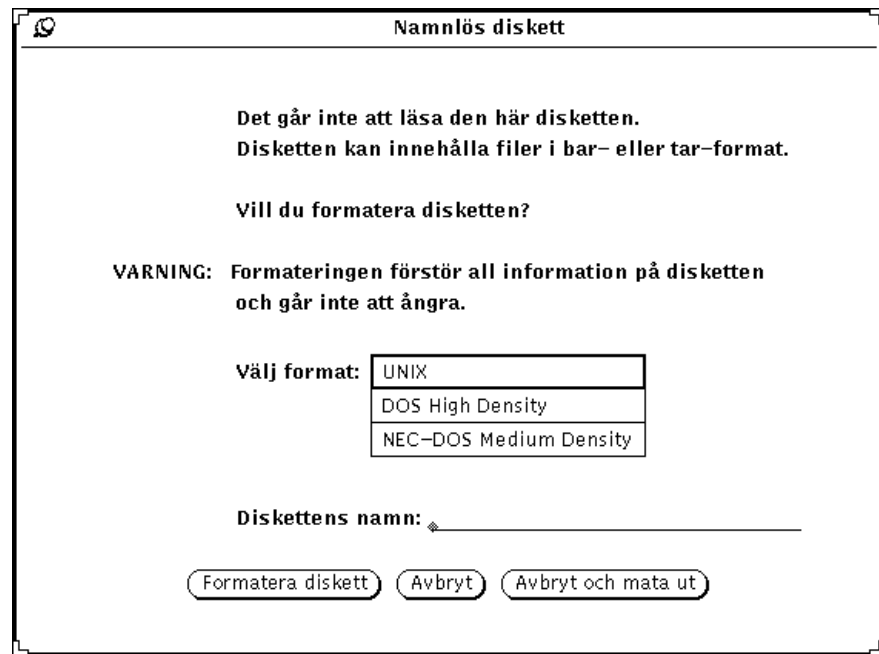 Namnlös diskett
Det går inte att läsa den här disketten.
Disketten kan innehålla filer i bar- eller tar-format.
Vill du formatera disketten?
VARNING: Formateringen förstör all information på disketten
och går inte att ångra.
Välj format: UNIX
DOS High Density
NEC-DOS Medium Density
Diskettens namn:
Formatera diskett Avbryt Avbryt och mata ut